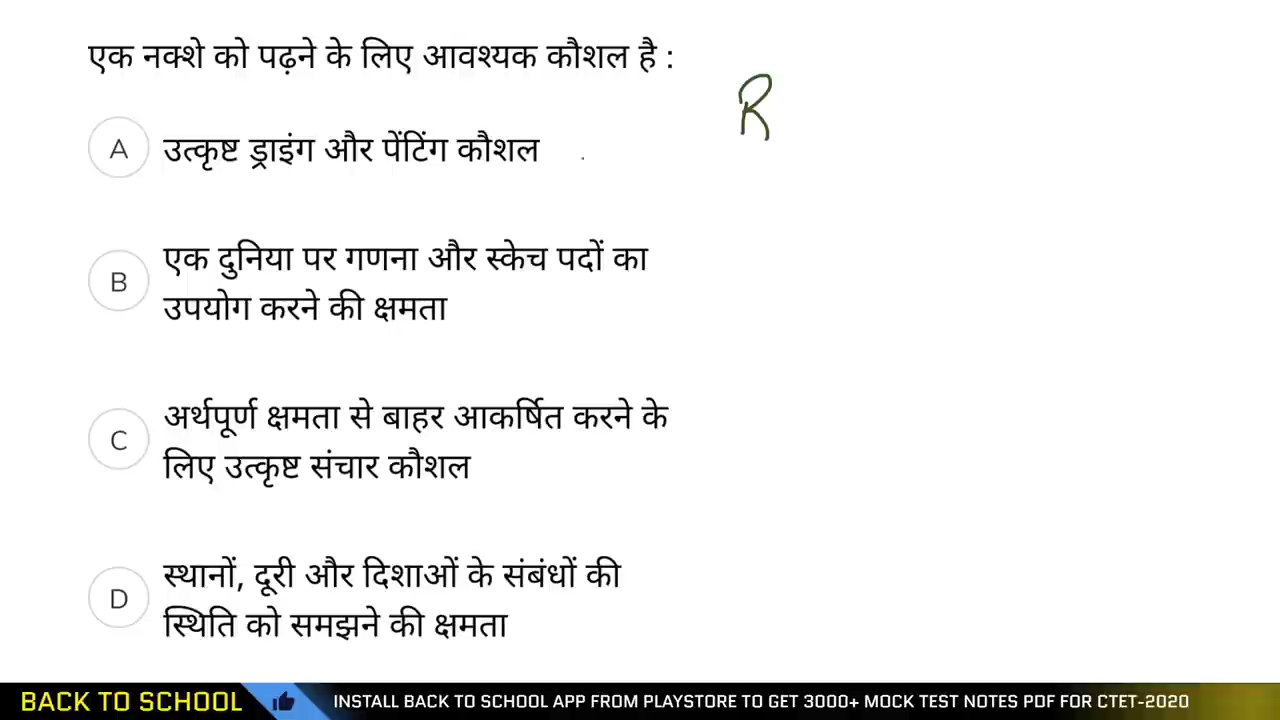 एक नक्शे को पढ़ने के लिए आवश्यक कौशल है :
R
A उत्कृष्ट ड्राइंग और पेंटिंग कौशल
B एक दुनिया पर गणना और स्केच पदों का
उपयोग करने की क्षमता
C अर्थपूर्ण क्षमता से बाहर आकर्षित करने के
लिए उत्कृष्ट संचार कौशल
D स्थानों, दूरी और दिशाओं के संबंधों की
स्थिति को समझने की क्षमता
BACK TO SCHOOL INSTALL BACK TO SCHOOL APP FROM PLAYSTORE TO GET 3000+ MOCK TEST NOTES PDF FOR CTET-2020